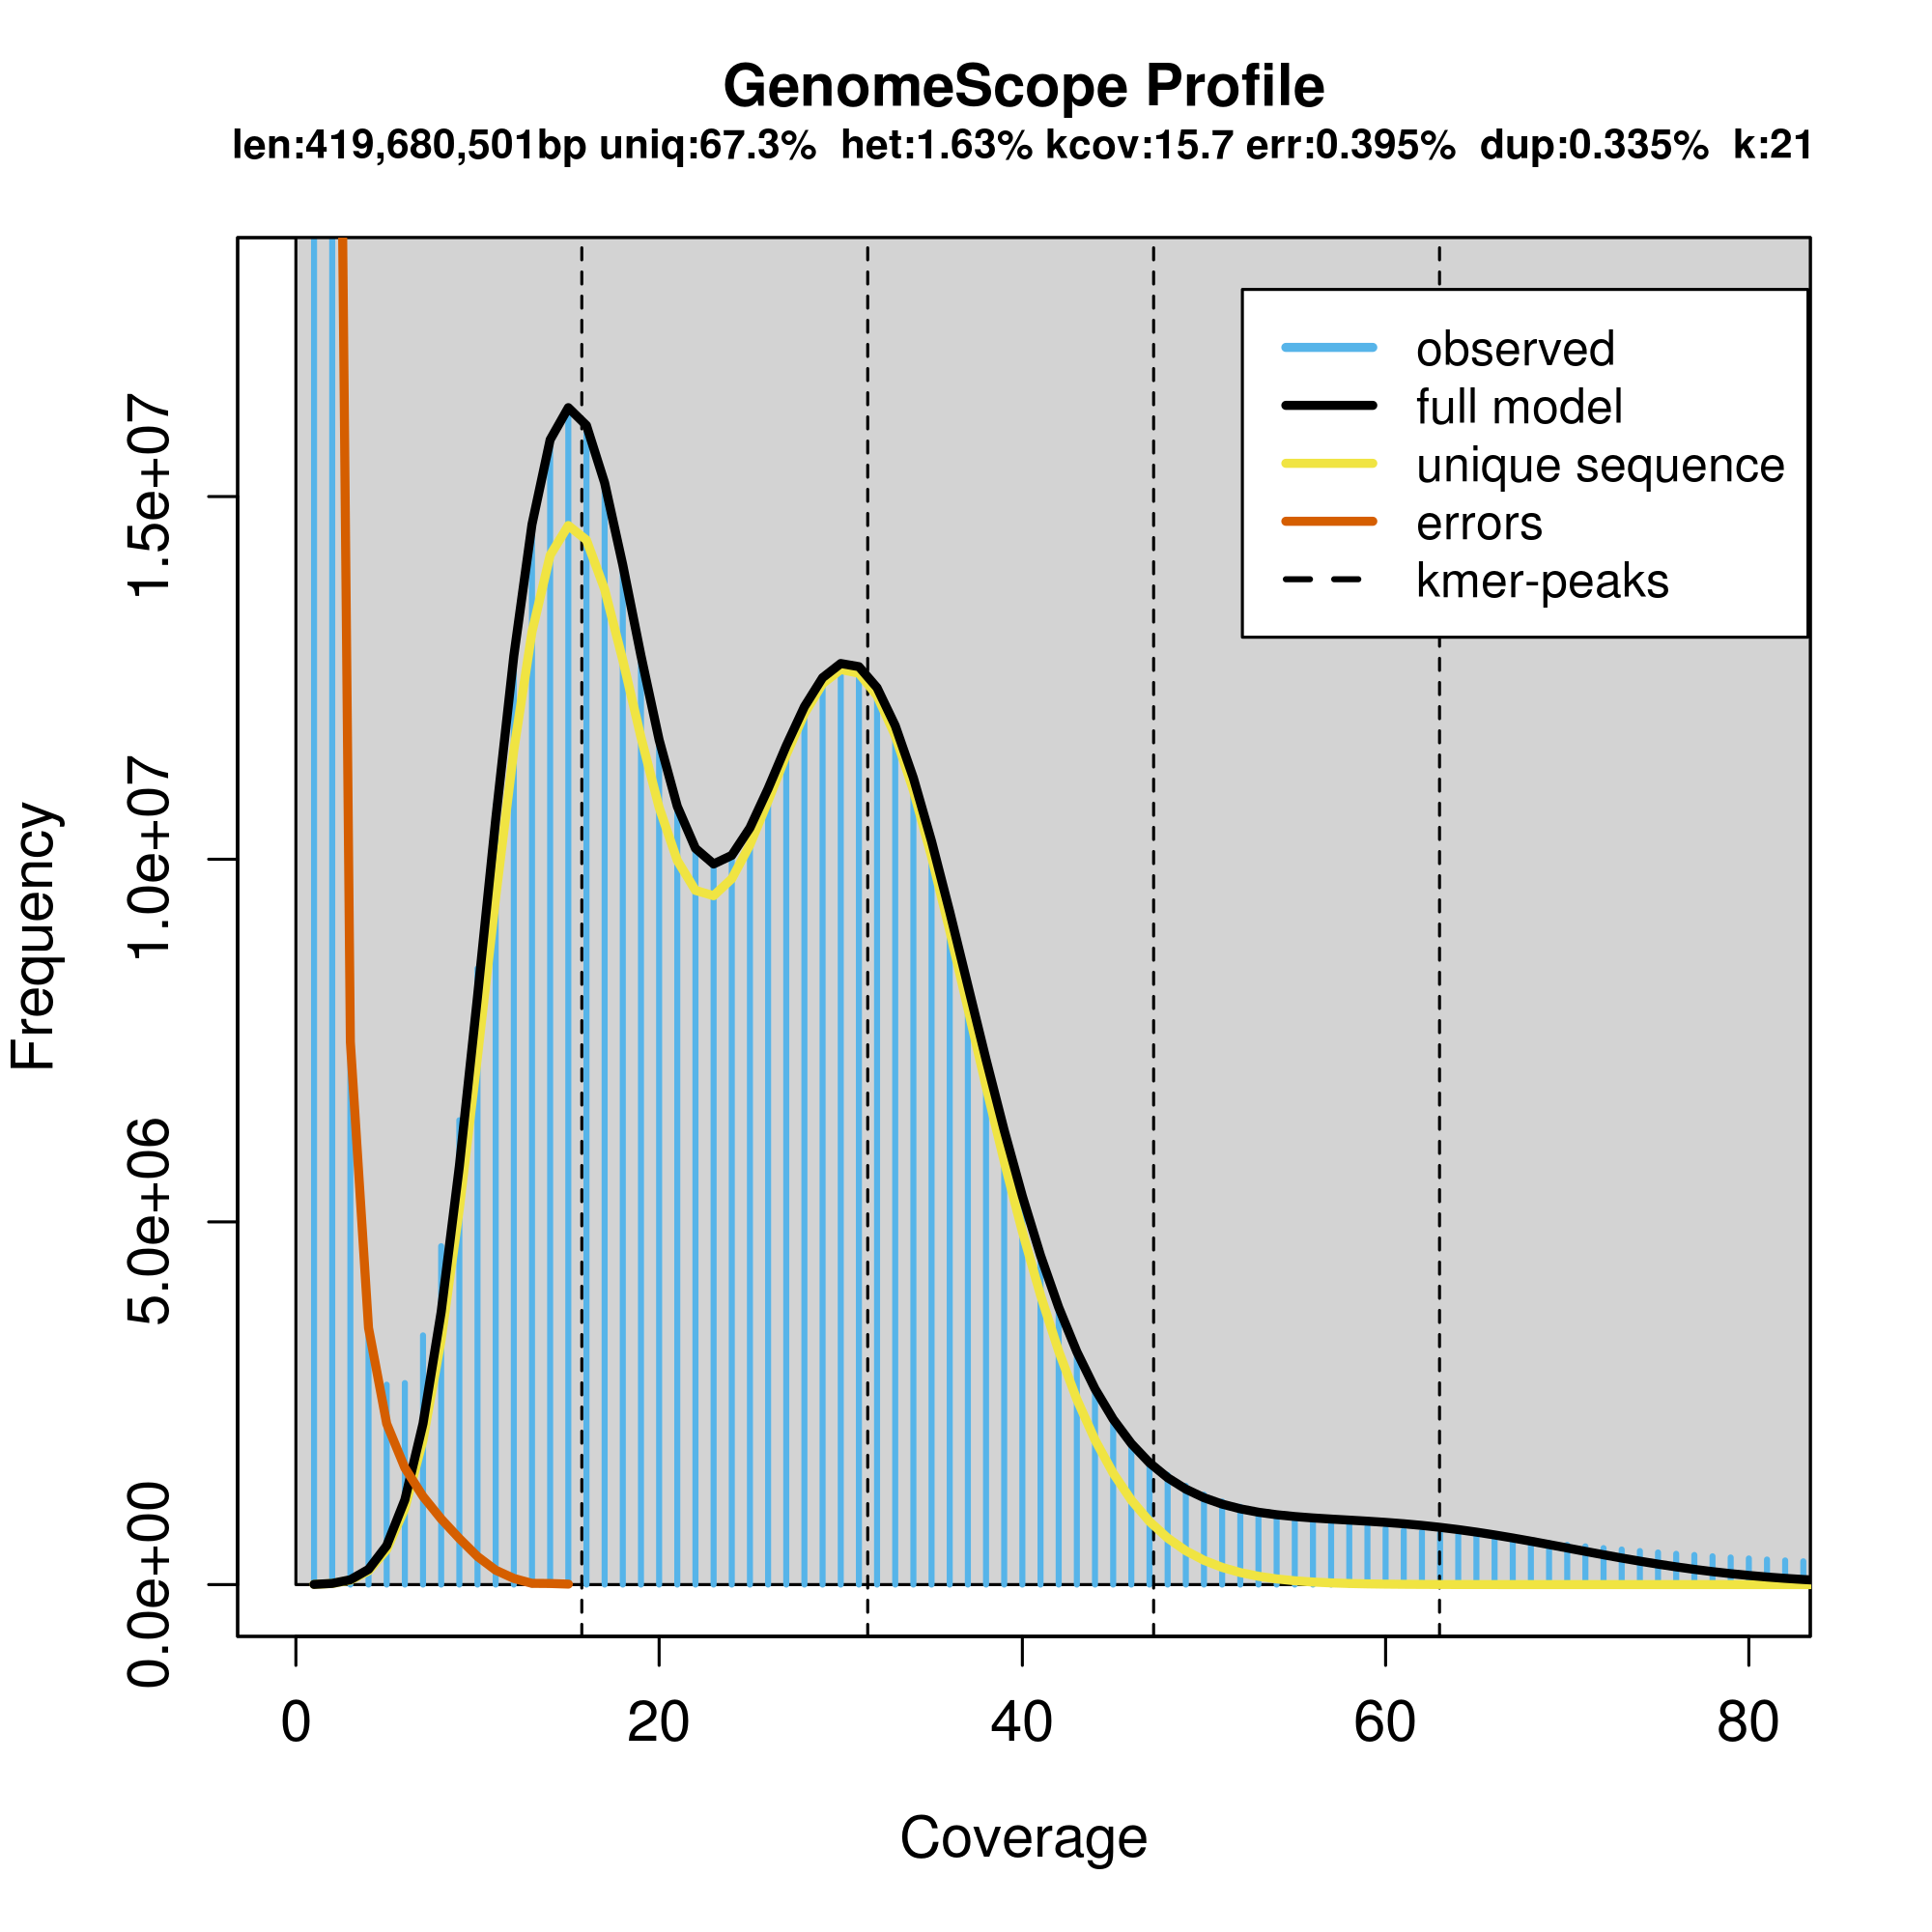 GenomeScope Profile
len:419,680,501bp uniq:67.3% het:1.63% kcov:15.7 err:0.395% dup:0.335% k:21
observed
full model
unique sequence
errors
kmer-peaks
Frequency
1.5e+07
1.0e+07
5.0e+06
0.0e+00
0 20 40 60 80
Coverage